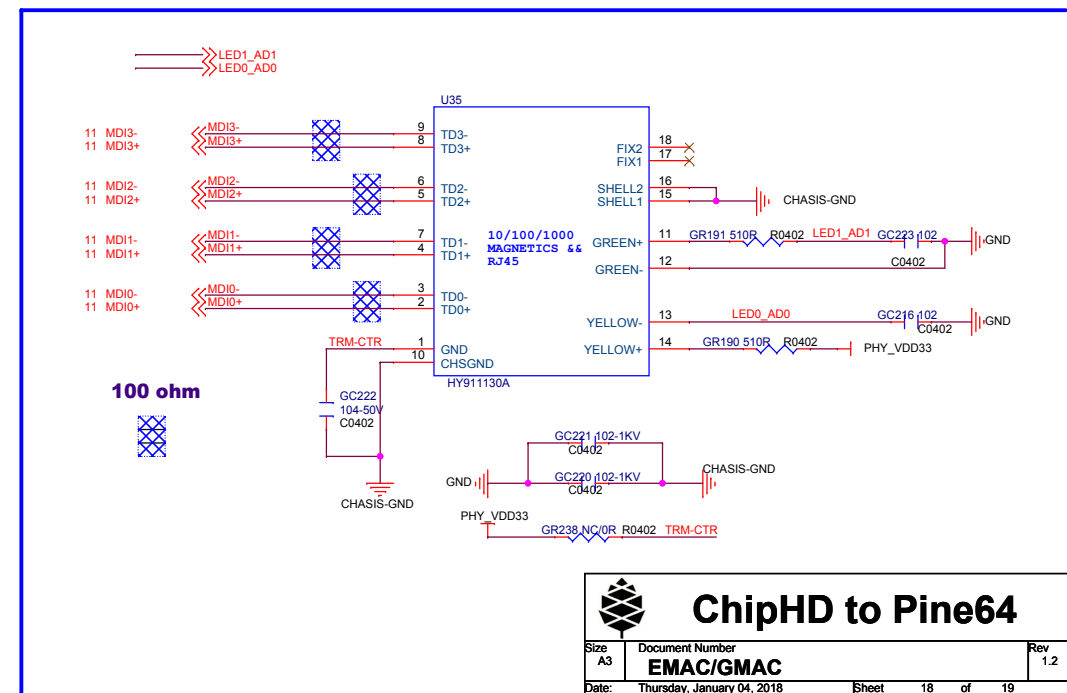 LED1_AD1
LED0_AD0
U35
11 MDI3- MDI3- 9 TD3-
11 MDI3+ MDI3+ 8 TD3+
FIX2 18
FIX1 17
11 MDI2- MDI2- 6 TD2-
11 MDI2+ MDI2+ 5 TD2+
SHELL2 16
SHELL1 15 CHASIS-GND
11 MDI1- MDI1- 7 TD1-
11 MDI1+ MDI1+ 4 TD1+
10/100/1000
MAGNETICS &&
RJ45
GREEN+ 11 GR191 510R R0402 LED1_AD1 GC223 102 GND
GREEN- 12 C0402
11 MDI0- MDI0- 3 TD0-
11 MDI0+ MDI0+ 2 TD0+
YELLOW- 13 LED0_AD0 GC216 102 GND
C0402
YELLOW+ 14 GR190 510R R0402 PHY_VDD33
TRM-CTR 1 GND
10 CHSGND
HY911130A
100 ohm
GC222
104-50V
C0402
CHASIS-GND
GC221 102-1KV
C0402
GND GC220 102-1KV CHASIS-GND
C0402
PHY_VDD33
GR238 NC/0R R0402 TRM-CTR
ChipHD to Pine64
Size Document Number Rev
A3 EMAC/GMAC 1.2
Date: Thursday, January 04, 2018 Sheet 18 of 19